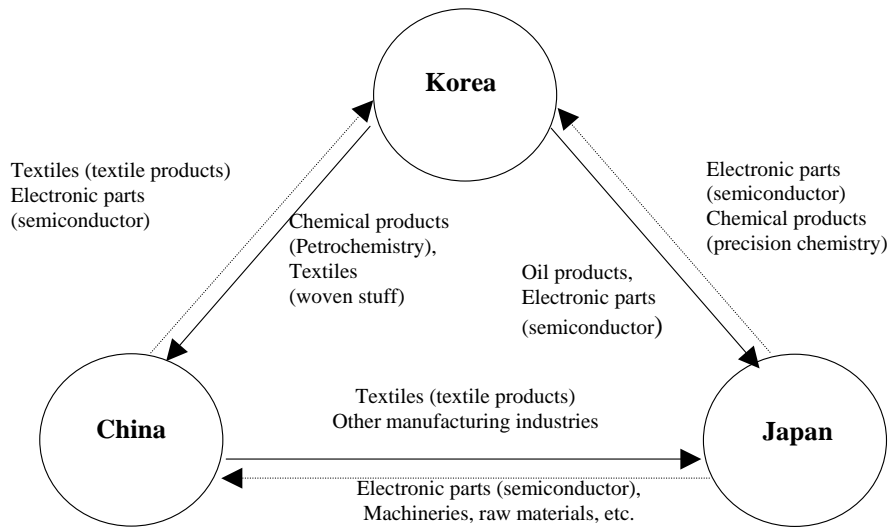 Korea
Textiles (textile products)
Electronic parts
(semiconductor)
Electronic parts
(semiconductor)
Chemical products
(precision chemistry)
Chemical products
(Petrochemistry),
Textiles
(woven stuff)
Oil products,
Electronic parts
(semiconductor)
China
Textiles (textile products)
Other manufacturing industries
Japan
Electronic parts (semiconductor),
Machineries, raw materials, etc.